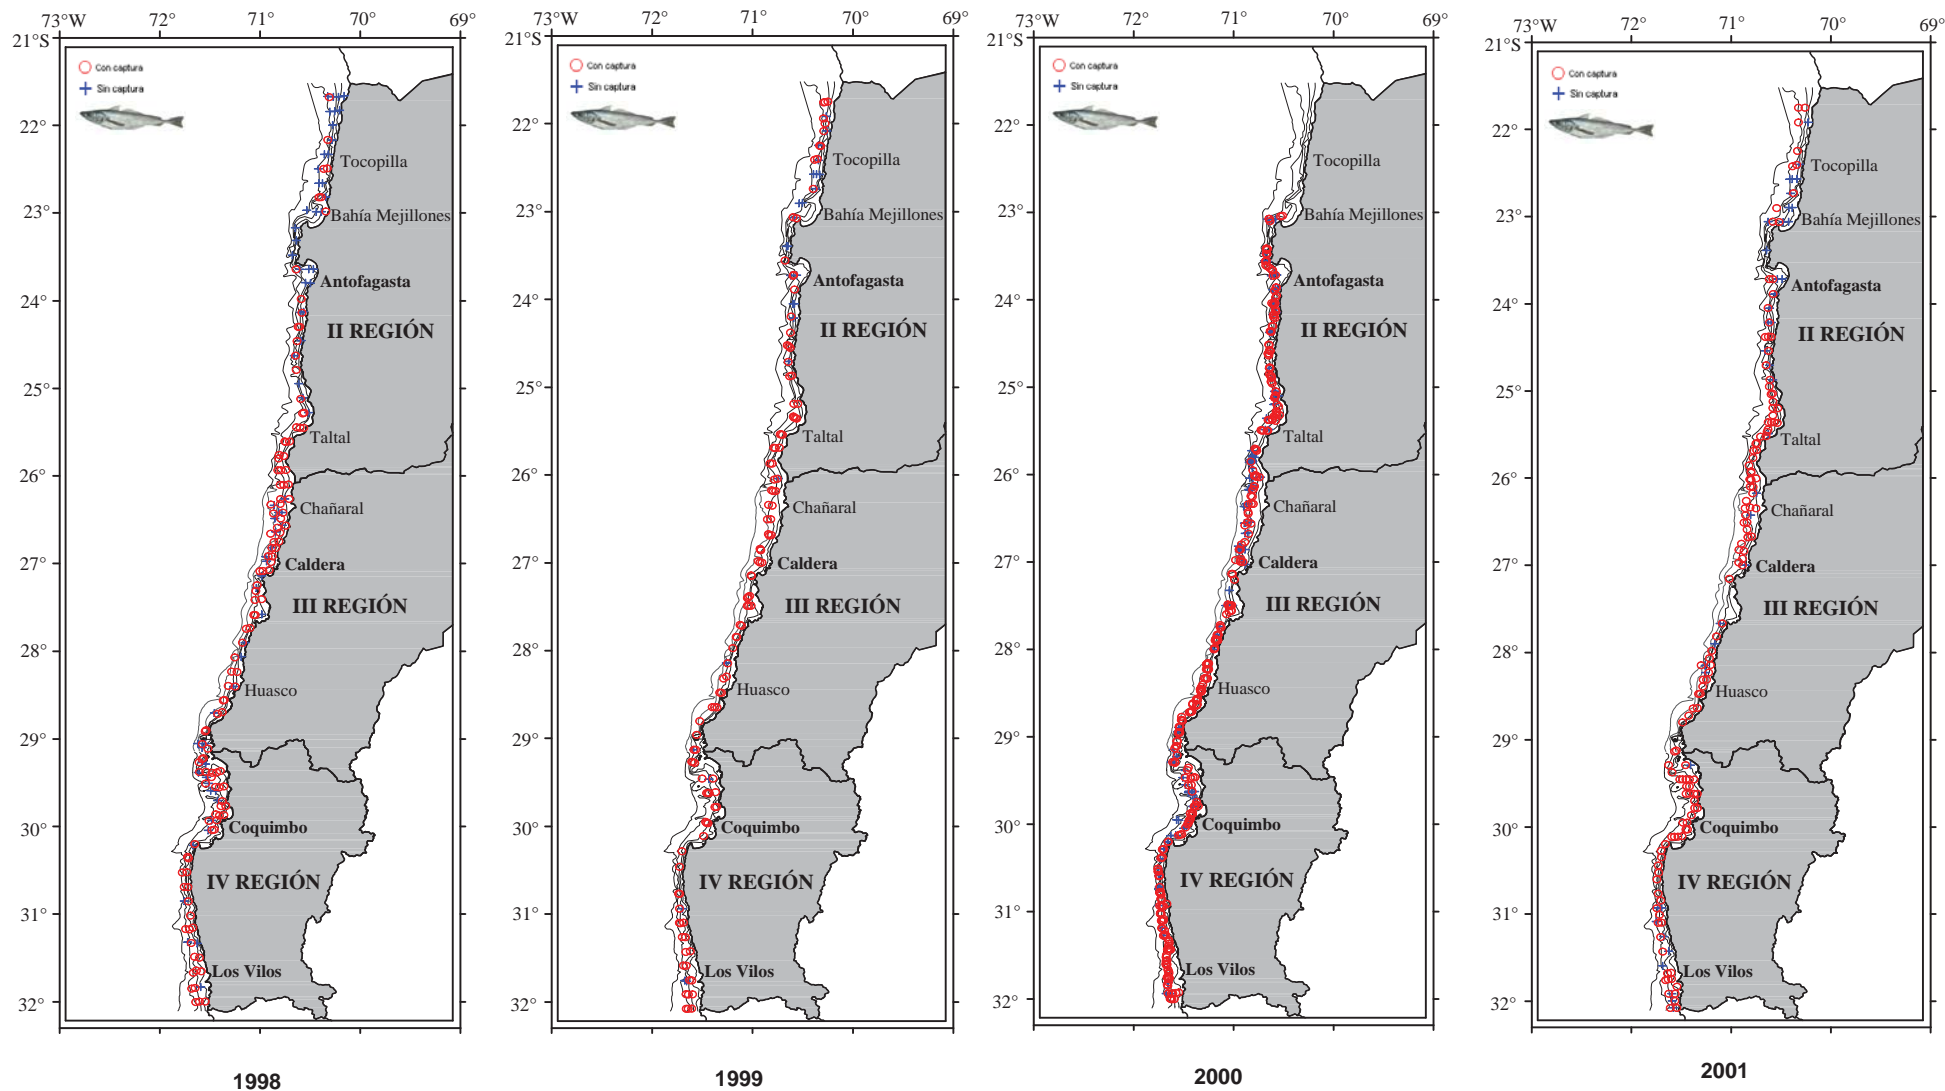 73°W 72° 71° 70° 69°
21°S
Con captura
Sin captura
22°
Tocopilla
23°
Bahía Mejillones
Antofagasta
24°
II REGIÓN
25°
Taltal
26°
Chañaral
27°
Caldera
III REGIÓN
28°
Huasco
29°
30°
Coquimbo
IV REGIÓN
31°
Los Vilos
32°
1998
73°W 72° 71° 70° 69°
21°S
Con captura
Sin captura
22°
Tocopilla
23°
Bahía Mejillones
Antofagasta
24°
II REGIÓN
25°
Taltal
26°
Chañaral
27°
Caldera
III REGIÓN
28°
Huasco
29°
30°
Coquimbo
IV REGIÓN
31°
Los Vilos
32°
1999
73°W 72° 71° 70° 69°
21°S
Con captura
Sin captura
22°
Tocopilla
23°
Bahía Mejillones
Antofagasta
24°
II REGIÓN
25°
Taltal
26°
Chañaral
27°
Caldera
III REGIÓN
28°
Huasco
29°
30°
Coquimbo
IV REGIÓN
31°
Los Vilos
32°
2000
73°W 72° 71° 70° 69°
21°S
Con captura
Sin captura
22°
Tocopilla
23°
Bahía Mejillones
Antofagasta
24°
II REGIÓN
25°
Taltal
26°
Chañaral
27°
Caldera
III REGIÓN
28°
Huasco
29°
30°
Coquimbo
IV REGIÓN
31°
Los Vilos
32°
2001